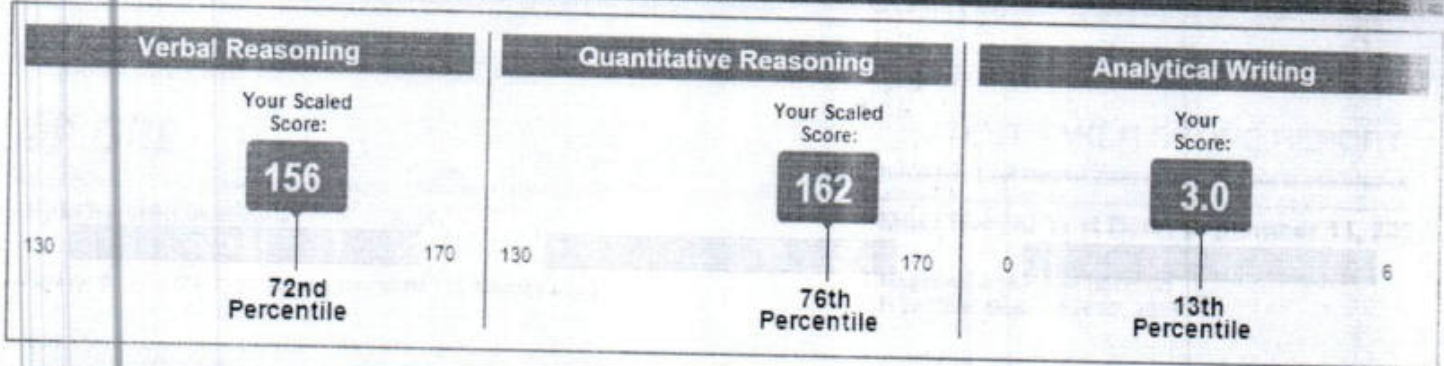 Verbal Reasoning
Your Scaled
Score:
156
130
170
72nd
Percentile
Quantitative Reasoning
Your Scaled
Score:
162
130
170
76th
Percentile
Analytical Writing
Your
Score:
3.0
0
6
13th
Percentile